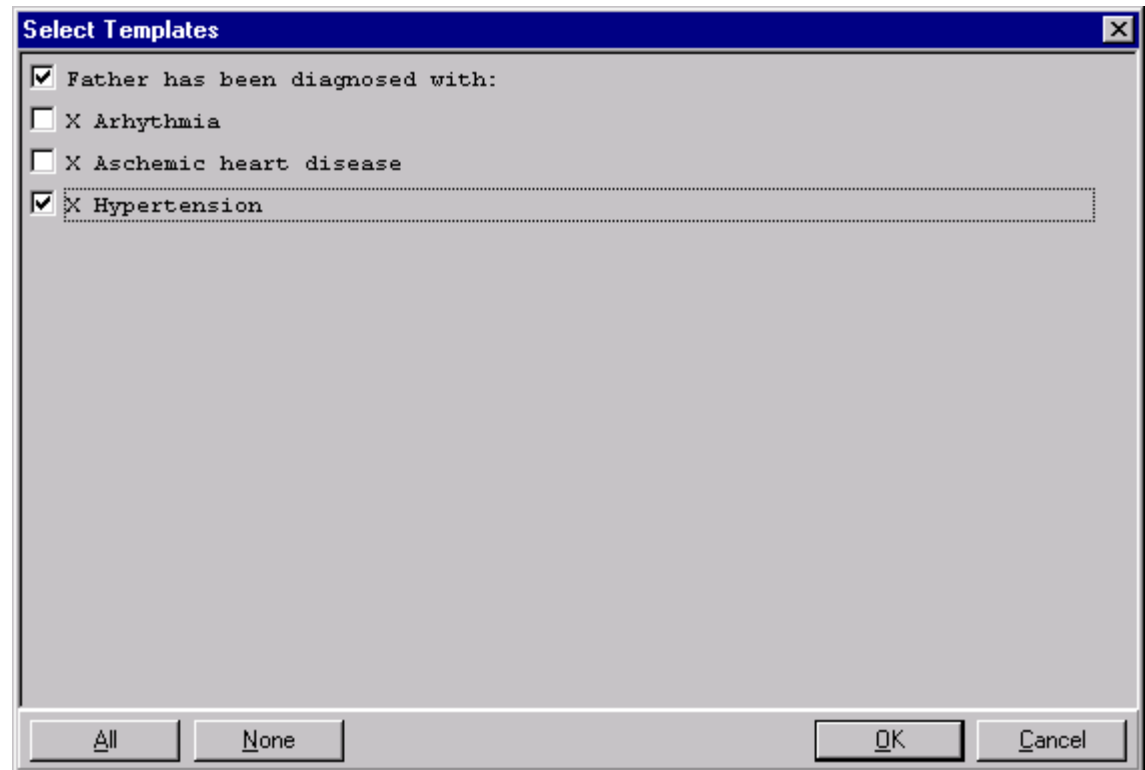 Select Templates
Father has been diagnosed with:
X Arhythmia
X Aschemic heart disease
X Hypertension
All None OK Cancel